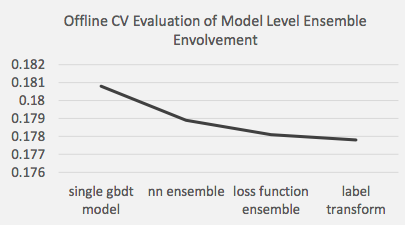 Offline CV Evaluation of Model Level Ensemble
Envolvement
0.182
0.181
0.18
0.179
0.178
0.177
0.176
single gbdt
model
nn ensemble
loss function
ensemble
label
transform